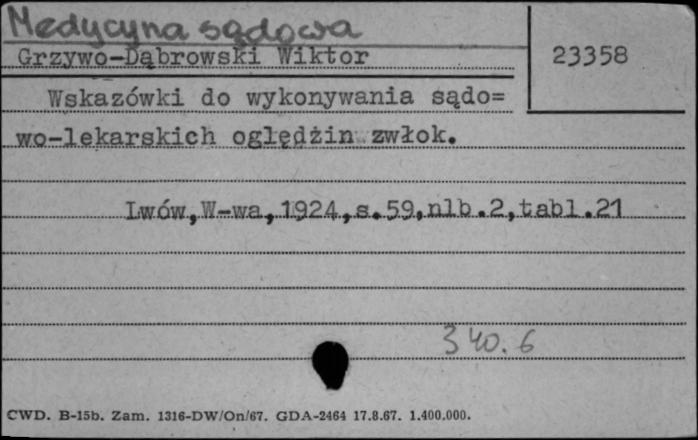 Medycyna sądowa
Grzywo-Dąbrowski Wiktor
23358
Wskazówki do wykonywania sądo=
wo-lekarskich oględzin zwłok.
Lwów,W-wa,1924,s.59,nlb.2,tabl.21
340.6
CWD. B-15b. Zam. 1316-DW/On/67. GDA-2464 17.8.67. 1.400.000.